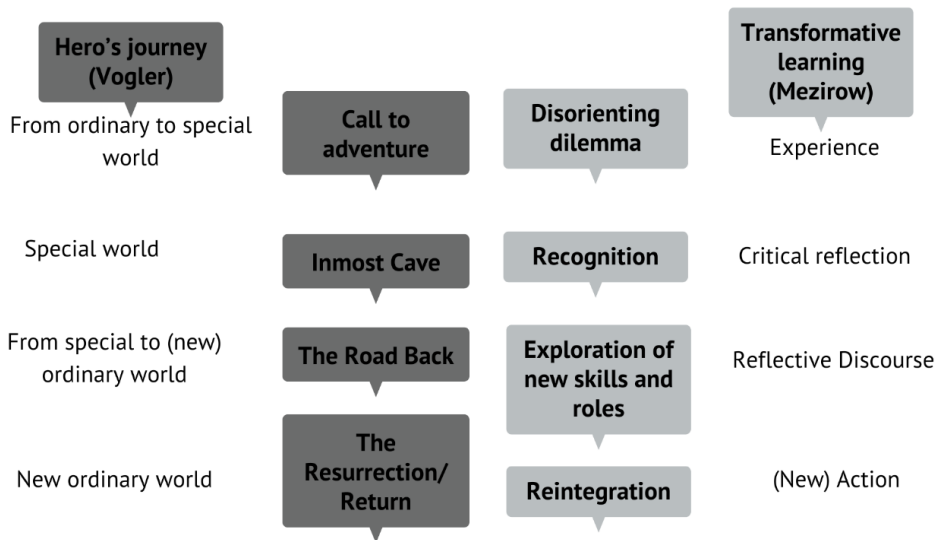 Hero's journey
(Vogler)
From ordinary to special
world
Call to
adventure
Disorienting
dilemma
Transformative
learning
(Mezirow)
Experience
Special world
Inmost Cave
Recognition
Critical reflection
From special to (new)
ordinary world
The Road Back
Exploration of
new skills and
roles
Reflective Discourse
New ordinary world
The
Resurrection/
Return
Reintegration
(New) Action